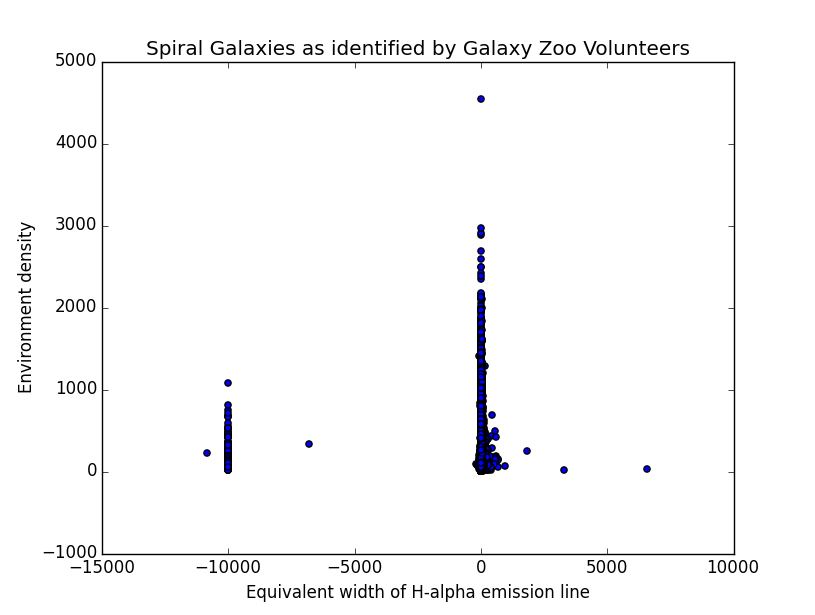 Spiral Galaxies as identified by Galaxy Zoo Volunteers
5000
4000
3000
2000
1000
0
−1000
−15000 −10000 −5000 0 5000 10000
Environment density
Equivalent width of H-alpha emission line